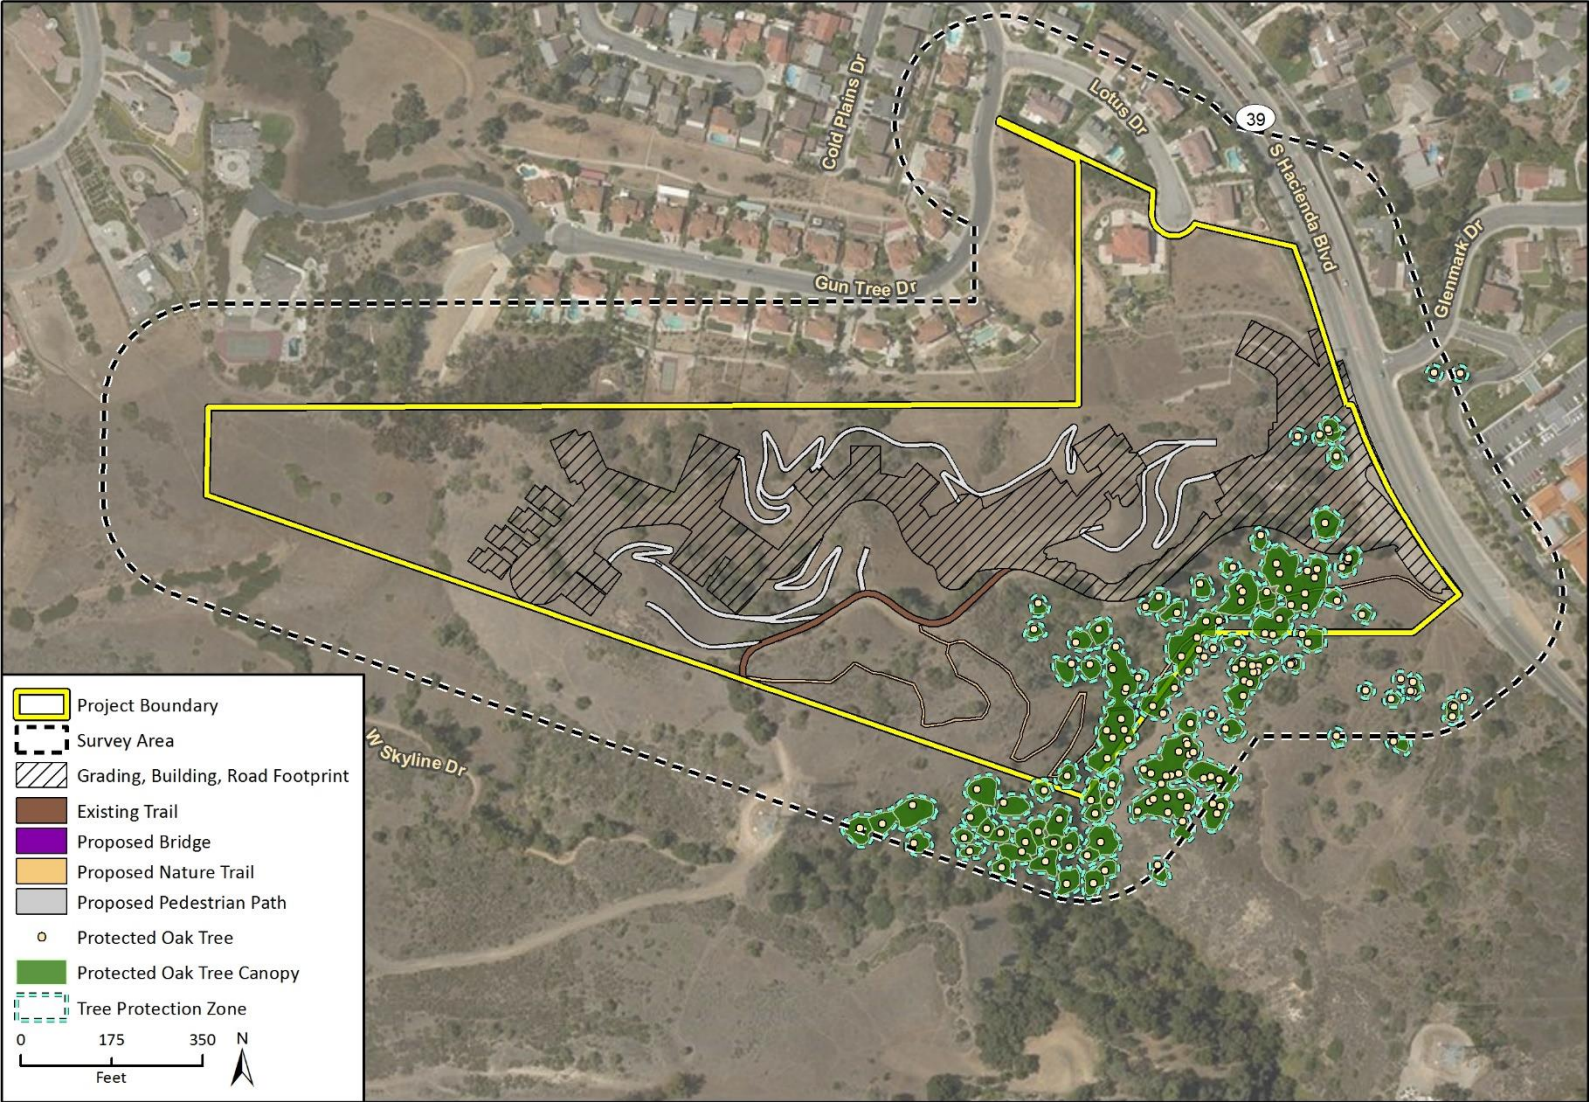 Cold Plains Dr
Lotus Dr
39
S Hacienda Blvd
Glenmark Dr
Gun Tree Dr
W Skyline Dr
Project Boundary
Survey Area
Grading, Building, Road Footprint
Existing Trail
Proposed Bridge
Proposed Nature Trail
Proposed Pedestrian Path
Protected Oak Tree
Protected Oak Tree Canopy
Tree Protection Zone
0 175 350 N
Feet